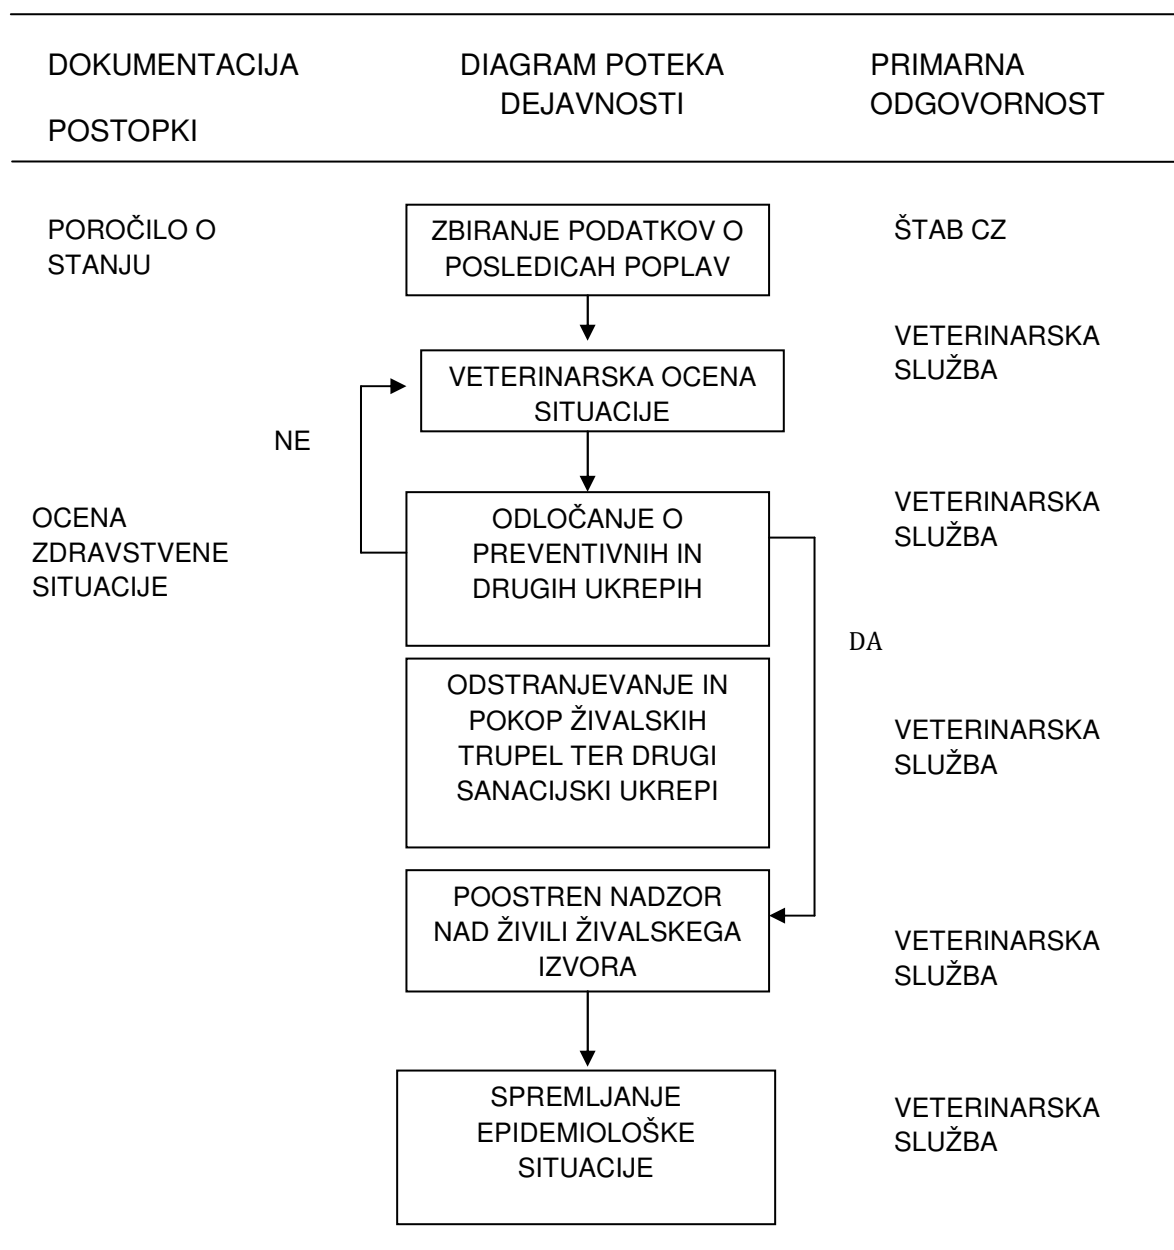 DOKUMENTACIJA
POSTOPKI
DIAGRAM POTEKA
DEJAVNOSTI
PRIMARNA
ODGOVORNOST
POROČILO O
STANJU
ZBIRANJE PODATKOV O
POSLEDICAH POPLAV
ŠTAB CZ
VETERINARSKA OCENA
SITUACIJE
VETERINARSKA
SLUŽBA
NE
OCENA
ZDRAVSTVENE
SITUACIJE
ODLOČANJE O
PREVENTIVNIH IN
DRUGIH UKREPIH
VETERINARSKA
SLUŽBA
DA
ODSTRANJEVANJE IN
POKOP ŽIVALSKIH
TRUPEL TER DRUGI
SANACIJSKI UKREPI
VETERINARSKA
SLUŽBA
POOSTREN NADZOR
NAD ŽIVILI ŽIVALSKEGA
IZVORA
VETERINARSKA
SLUŽBA
SPREMLJANJE
EPIDEMIOLOŠKE
SITUACIJE
VETERINARSKA
SLUŽBA